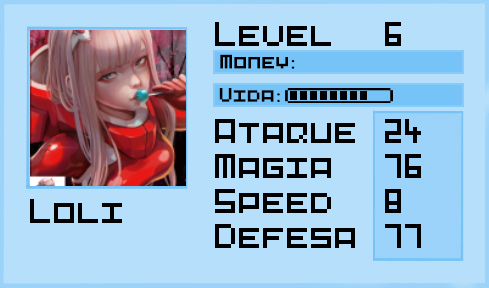 LEVEL 6
MONEY:
VIDA:
ATAQUE 24
MAGIA 76
SPEED 8
DEFESA 77
LOLI